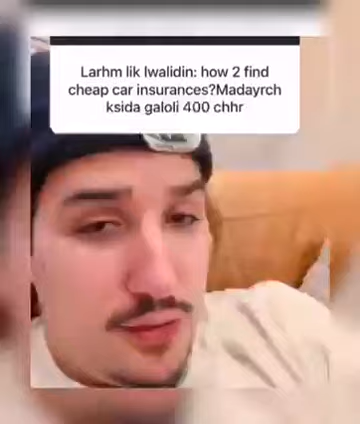 Larhm lik lwalidin: how 2 find
cheap car insurances?Madayrch
ksida galoli 400 chhr